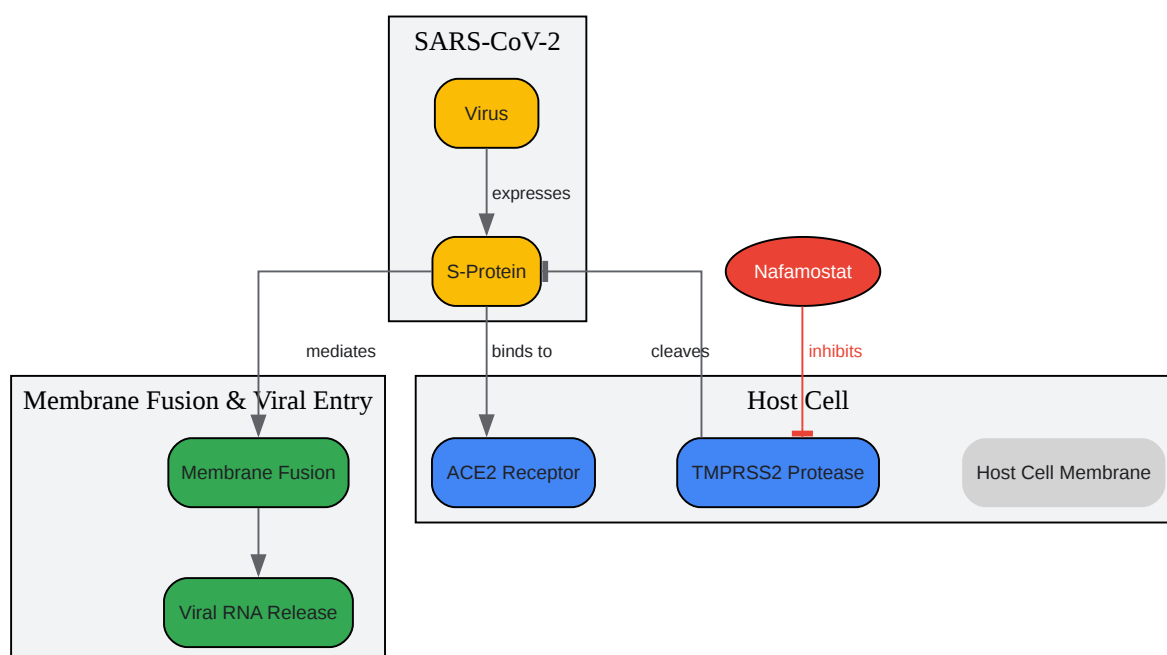 SARS-CoV-2
Virus
expresses
S-Protein
Nafamostat
mediates
binds to
cleaves
inhibits
Membrane Fusion & Viral Entry
Host Cell
Membrane Fusion
ACE2 Receptor
TMPRSS2 Protease
Host Cell Membrane
Viral RNA Release